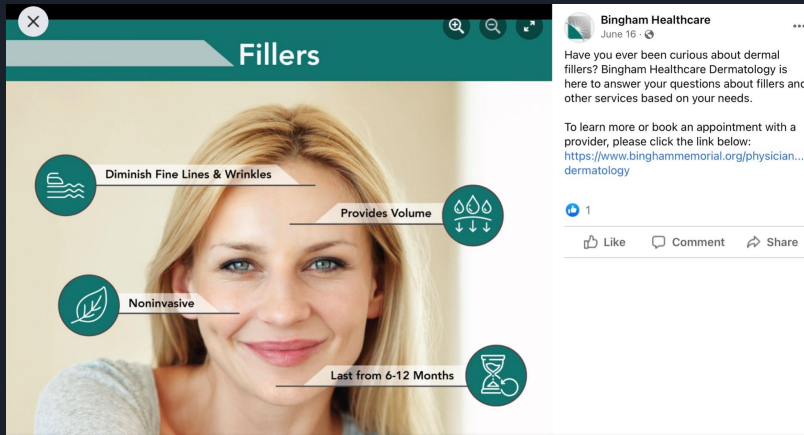 Fillers
Diminish Fine Lines & Wrinkles
Provides Volume
Noninvasive
Last from 6-12 Months
Bingham Healthcare
June 16 ·
Have you ever been curious about dermal
fillers? Bingham Healthcare Dermatology is
here to answer your questions about fillers and
other services based on your needs.
To learn more or book an appointment with a
provider, please click the link below:
https://www.binghammemorial.org/physician...
dermatology
1
Like
Comment
Share